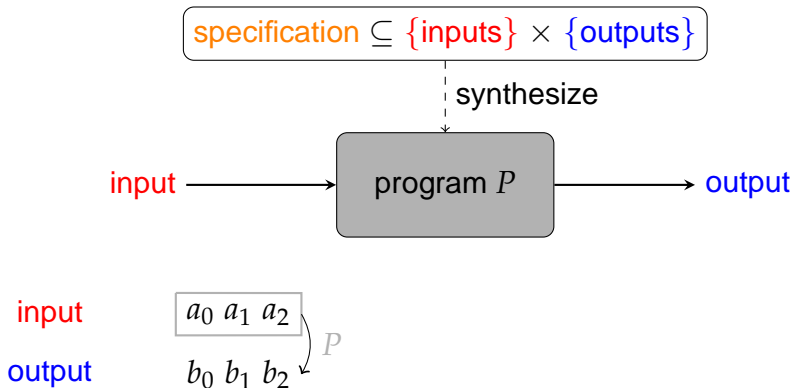 specification ⊆ {inputs} × {outputs}
synthesize
input program P output
input a₀ a₁ a₂
P
output b₀ b₁ b₂